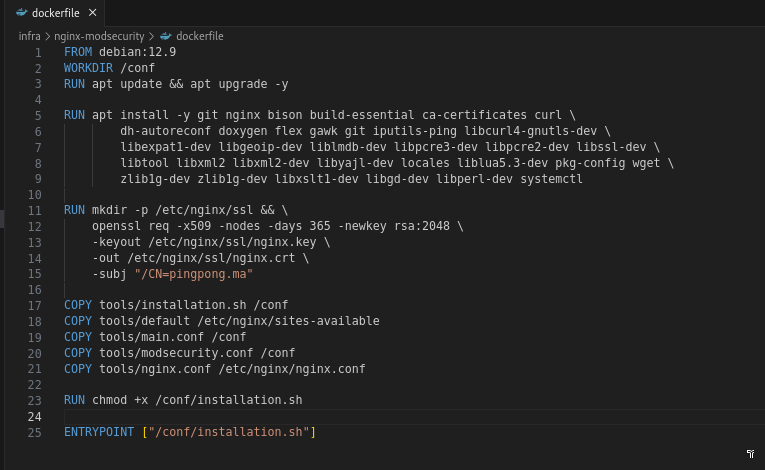 dockerfile ×
infra > nginx-modsecurity > dockerfile
1 FROM debian:12.9
2 WORKDIR /conf
3 RUN apt update && apt upgrade -y
4
5 RUN apt install -y git nginx bison build-essential ca-certificates curl \
6 dh-autoreconf doxygen flex gawk git iputils-ping libcurl4-gnutls-dev \
7 libexpat1-dev libgeoip-dev liblmdb-dev libpcre3-dev libpcre2-dev libssl-dev \
8 libtool libxml2 libxml2-dev libyajl-dev locales liblua5.3-dev pkg-config wget \
9 zlib1g-dev zlib1g-dev libxslt1-dev libgd-dev libperl-dev systemctl
10
11 RUN mkdir -p /etc/nginx/ssl && \
12 openssl req -x509 -nodes -days 365 -newkey rsa:2048 \
13 -keyout /etc/nginx/ssl/nginx.key \
14 -out /etc/nginx/ssl/nginx.crt \
15 -subj "/CN=pingpong.ma"
16
17 COPY tools/installation.sh /conf
18 COPY tools/default /etc/nginx/sites-available
19 COPY tools/main.conf /conf
20 COPY tools/modsecurity.conf /conf
21 COPY tools/nginx.conf /etc/nginx/nginx.conf
22
23 RUN chmod +x /conf/installation.sh
24
25 ENTRYPOINT ["/conf/installation.sh"]